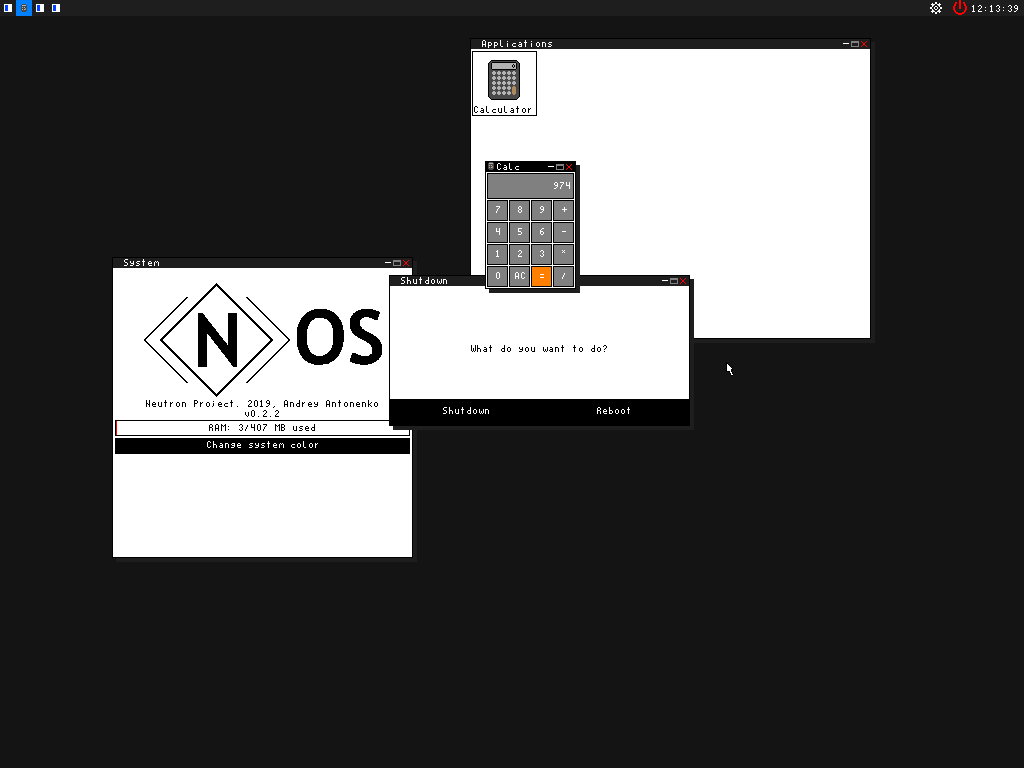 12:13:39
Applications
Calculator
Calc
974
7 8 9 +
4 5 6 -
1 2 3 *
0 AC = /
System
N OS
Neutron Project. 2019, Andrey Antonenko
v0.2.2
RAM: 3/407 MB used
Change system color
Shutdown
What do you want to do?
Shutdown Reboot